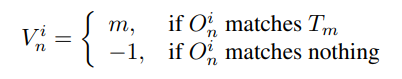 V_n^i = { m, if O_n^i matches T_m
−1, if O_n^i matches nothing